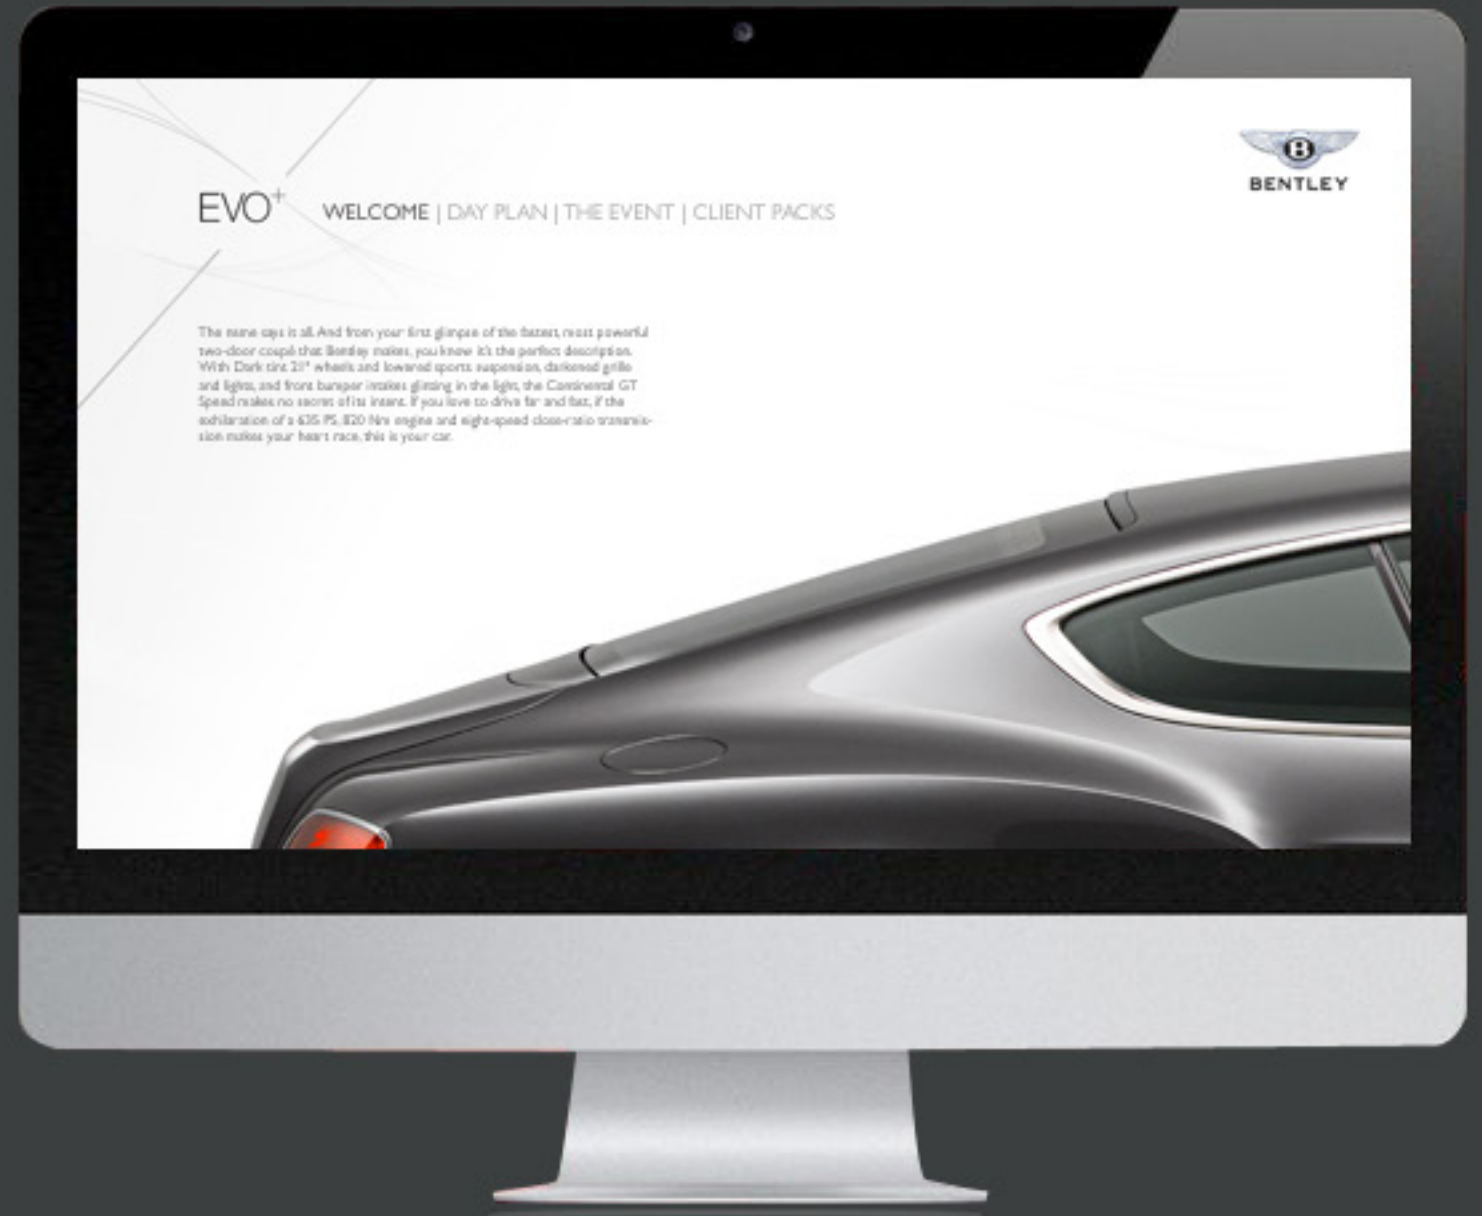 BENTLEY
EVO+
WELCOME | DAY PLAN | THE EVENT | CLIENT PACKS
The name says it all. And from your first glimpse of the fastest, most powerful
two-door coupé that Bentley makes, you know it's the perfect description.
With Dark tint 21" wheels and lowered sports suspension, darkened grille
and lights, and front bumper intakes glinting in the light, the Continental GT
Speed makes no secret of its intent. If you love to drive far and fast, if the
exhilaration of a 635 PS, 820 Nm engine and eight-speed close-ratio transmis-
sion makes your heart race, this is your car.